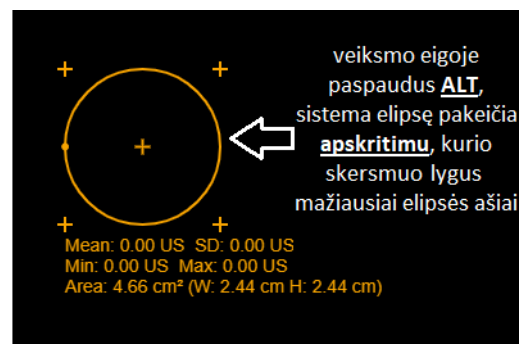 veiksmo eigoje
paspaudus ALT,
sistema elipsę pakeičia
apskritimu, kurio
skersmuo lygus
mažiausiai elipsės ašiai
Mean: 0.00 US SD: 0.00 US
Min: 0.00 US Max: 0.00 US
Area: 4.66 cm² (W: 2.44 cm H: 2.44 cm)